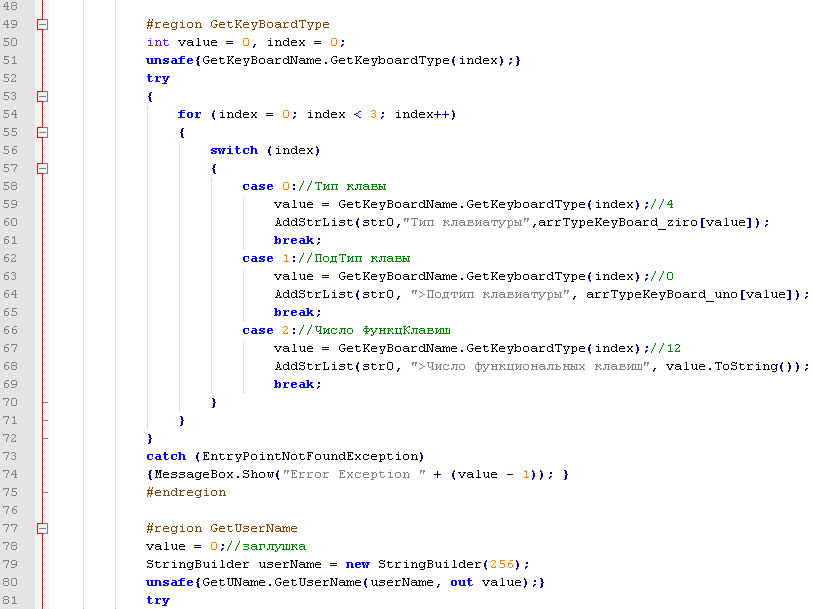 48
49 #region GetKeyBoardType
50 int value = 0, index = 0;
51 unsafe{GetKeyBoardName.GetKeyboardType(index);}
52 try
53 {
54 for (index = 0; index < 3; index++)
55 {
56 switch (index)
57 {
58 case 0://Тип клавы
59 value = GetKeyBoardName.GetKeyboardType(index);//4
60 AddStrList(str0,"Тип клавиатуры",arrTypeKeyBoard_ziro[value]);
61 break;
62 case 1://ПодТип клавы
63 value = GetKeyBoardName.GetKeyboardType(index);//0
64 AddStrList(str0, ">Подтип клавиатуры", arrTypeKeyBoard_uno[value]);
65 break;
66 case 2://Число ФункцКлавиш
67 value = GetKeyBoardName.GetKeyboardType(index);//12
68 AddStrList(str0, ">Число функциональных клавиш", value.ToString());
69 break;
70 }
71 }
72 }
73 catch (EntryPointNotFoundException)
74 {MessageBox.Show("Error Exception " + (value - 1)); }
75 #endregion
76
77 #region GetUserName
78 value = 0;//заглушка
79 StringBuilder userName = new StringBuilder(256);
80 unsafe{GetUName.GetUserName(userName, out value);}
81 try